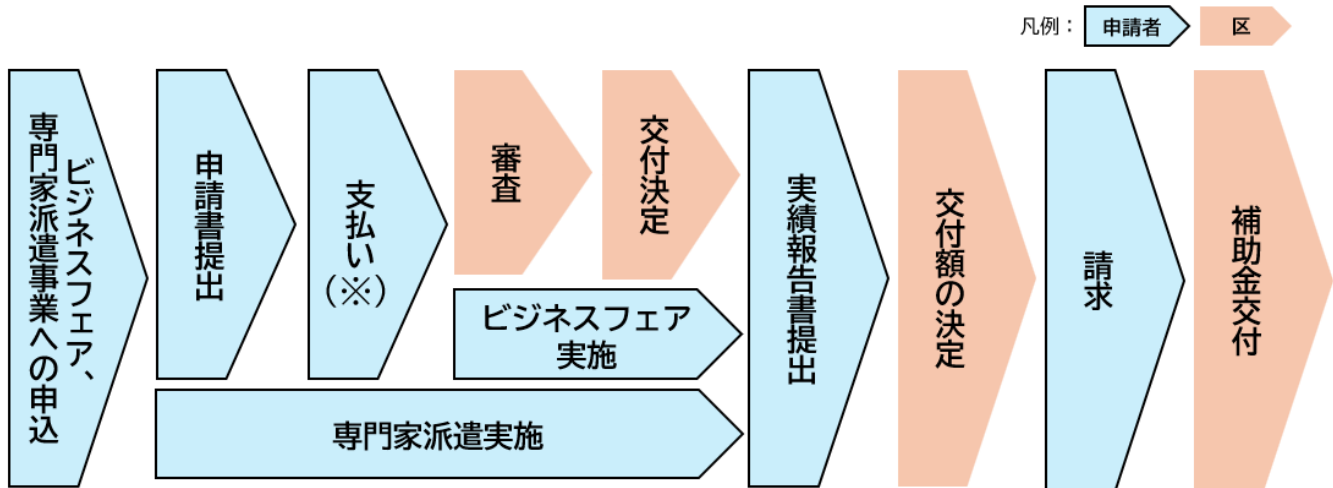 凡例：
申請者
区
ビジネスフェア、
専門家派遣事業への申込
申請書提出
支払い
（※）
審査
交付決定
ビジネスフェア
実施
専門家派遣実施
実績報告書提出
交付額の決定
請求
補助金交付